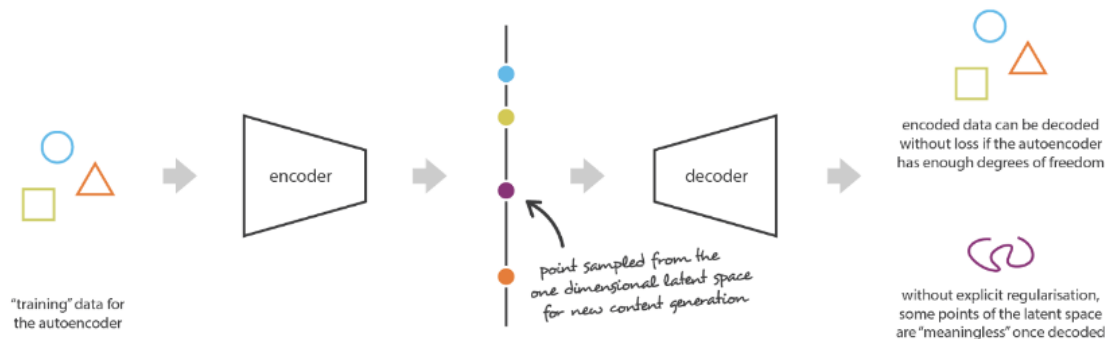 "training" data for
the autoencoder
encoder
point sampled from the
one dimensional latent space
for new content generation
decoder
encoded data can be decoded
without loss if the autoencoder
has enough degrees of freedom
without explicit regularisation,
some points of the latent space
are "meaningless" once decoded